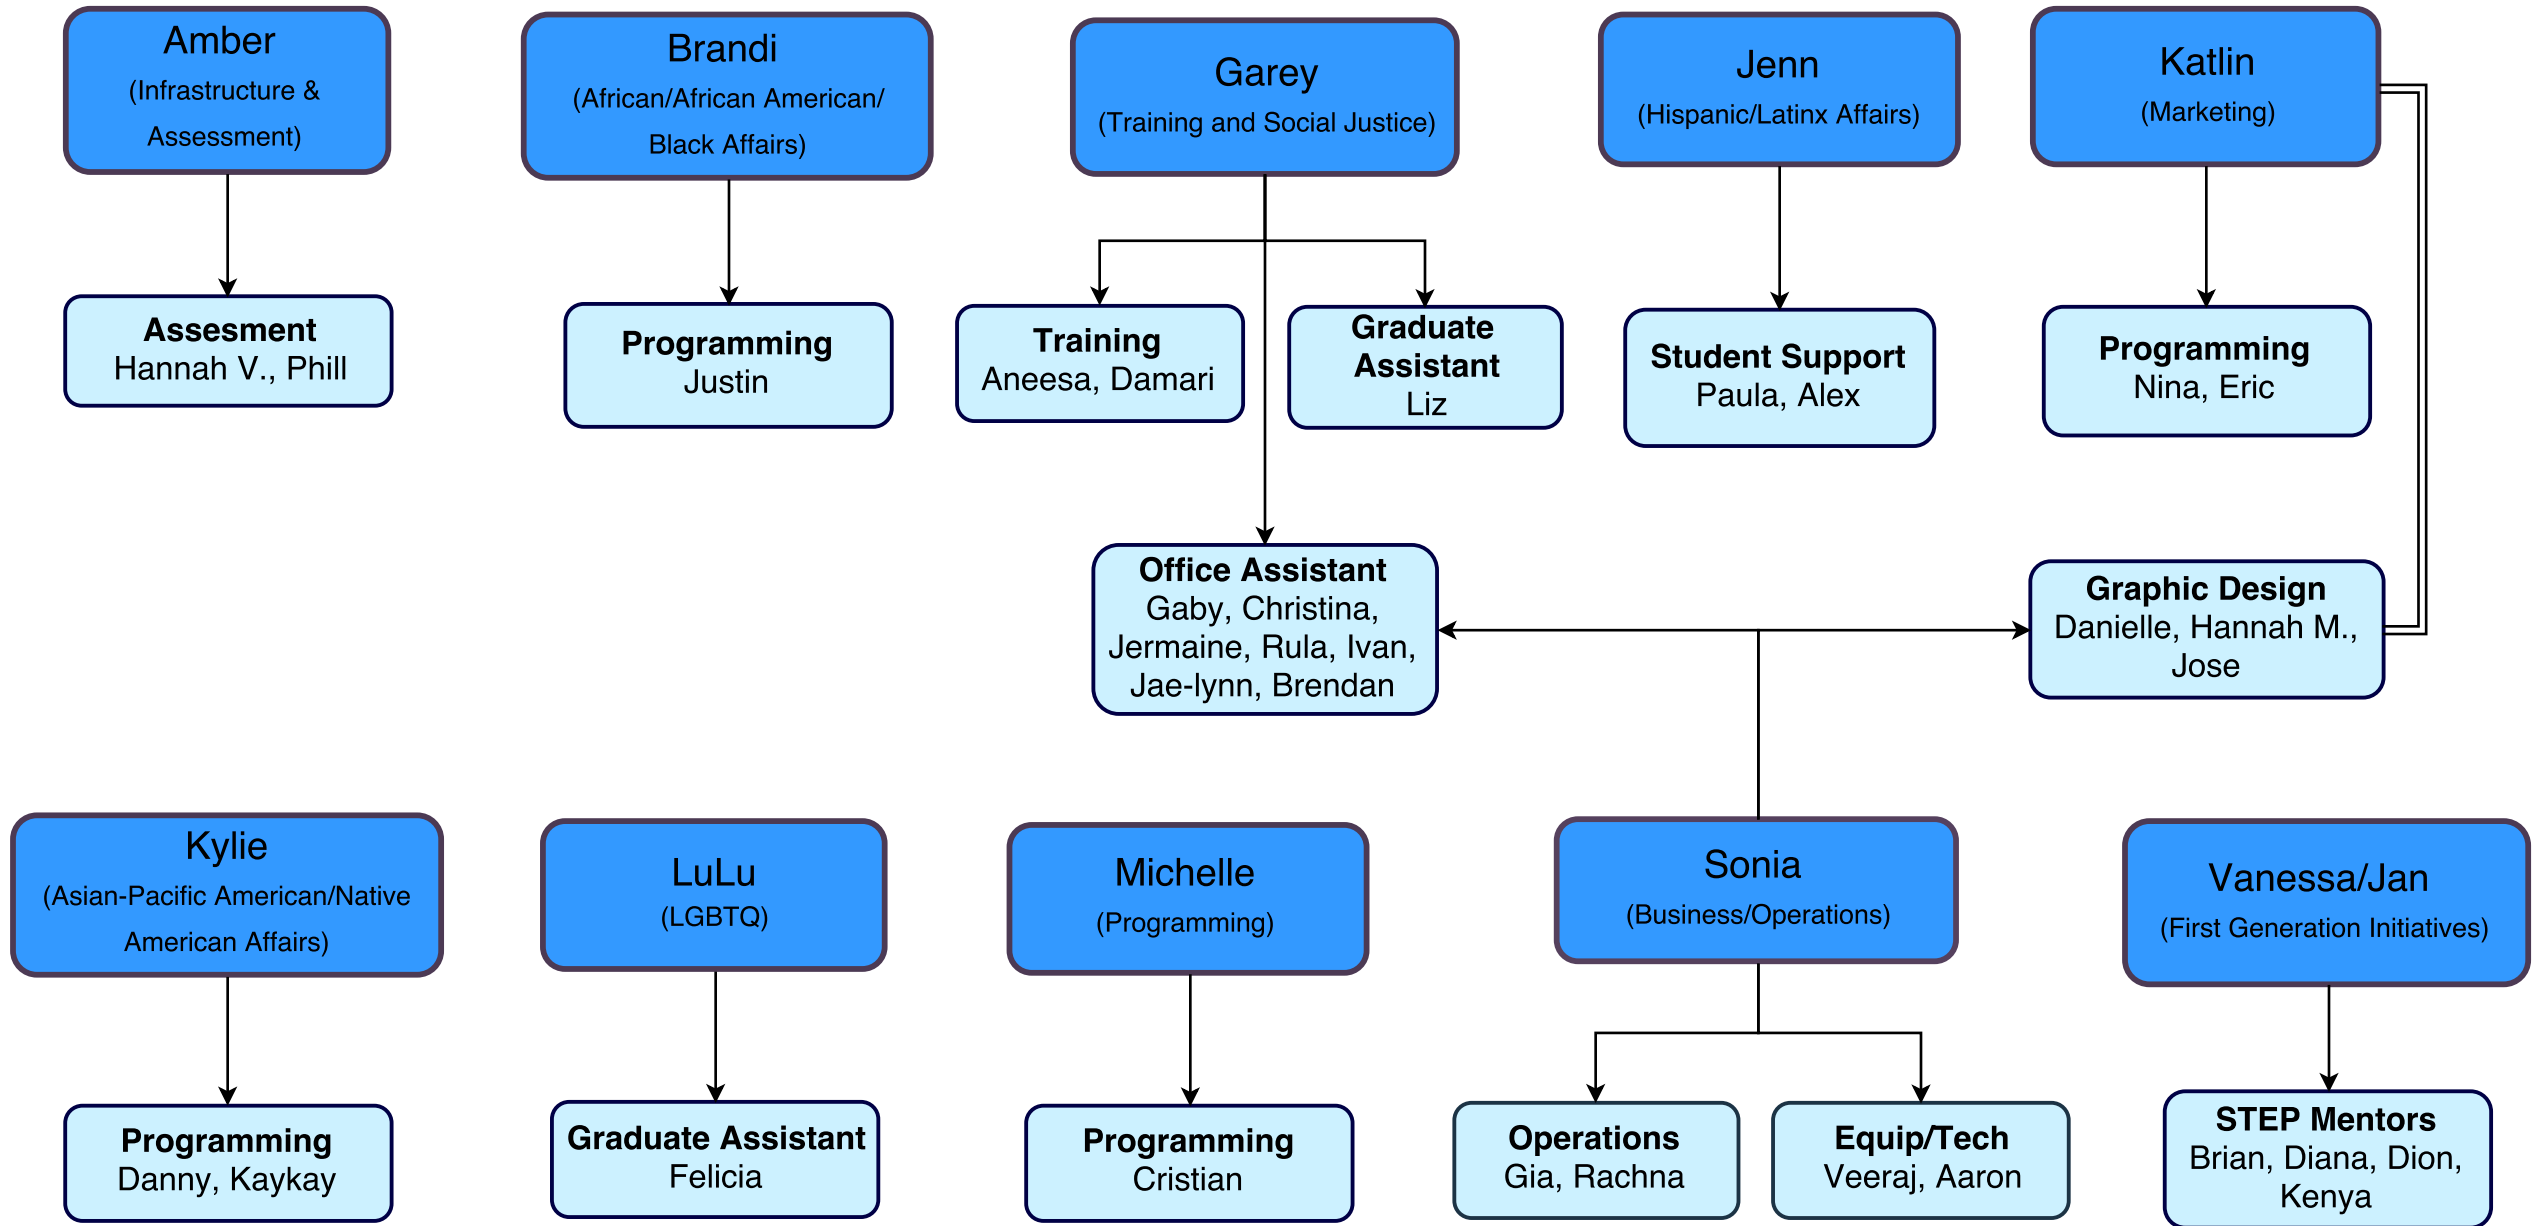 Amber
(Infrastructure &
Assessment)
Brandi
(African/African American/
Black Affairs)
Garey
(Training and Social Justice)
Jenn
(Hispanic/Latinx Affairs)
Katlin
(Marketing)
Assesment
Hannah V., Phill
Programming
Justin
Training
Aneesa, Damari
Graduate
Assistant
Liz
Student Support
Paula, Alex
Programming
Nina, Eric
Office Assistant
Gaby, Christina,
Jermaine, Rula, Ivan,
Jae-lynn, Brendan
Graphic Design
Danielle, Hannah M.,
Jose
Kylie
(Asian-Pacific American/Native
American Affairs)
LuLu
(LGBTQ)
Michelle
(Programming)
Sonia
(Business/Operations)
Vanessa/Jan
(First Generation Initiatives)
Programming
Danny, Kaykay
Graduate Assistant
Felicia
Programming
Cristian
Operations
Gia, Rachna
Equip/Tech
Veeraj, Aaron
STEP Mentors
Brian, Diana, Dion,
Kenya